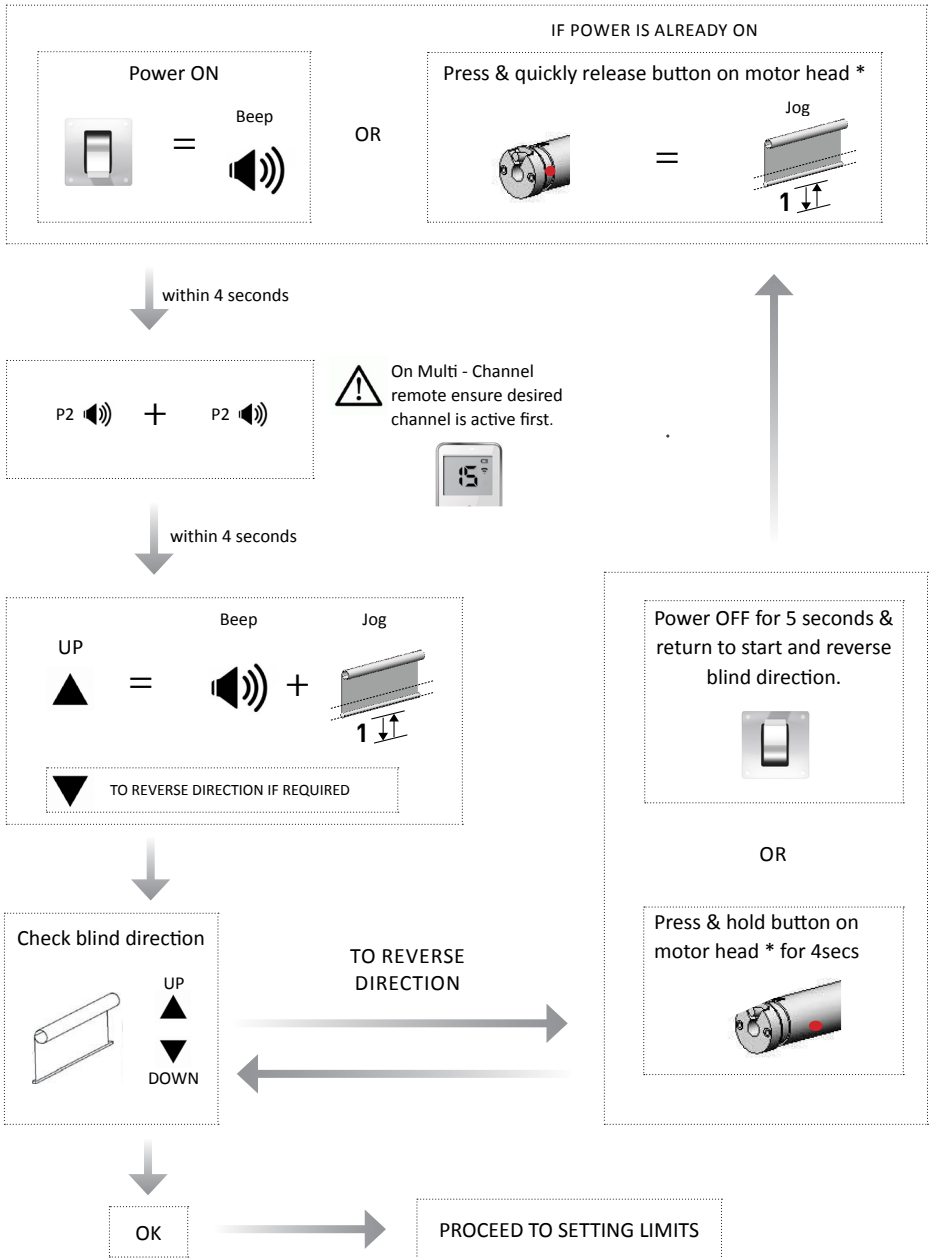 IF POWER IS ALREADY ON
Power ON
Beep
=
OR
Press & quickly release button on motor head *
Jog
=
1
within 4 seconds
P2 + P2
On Multi - Channel
remote ensure desired
channel is active first.
15
within 4 seconds
UP
=
Beep
+
Jog
1
TO REVERSE DIRECTION IF REQUIRED
Check blind direction
UP
DOWN
TO REVERSE
DIRECTION
Power OFF for 5 seconds &
return to start and reverse
blind direction.
OR
Press & hold button on
motor head * for 4secs
OK
PROCEED TO SETTING LIMITS